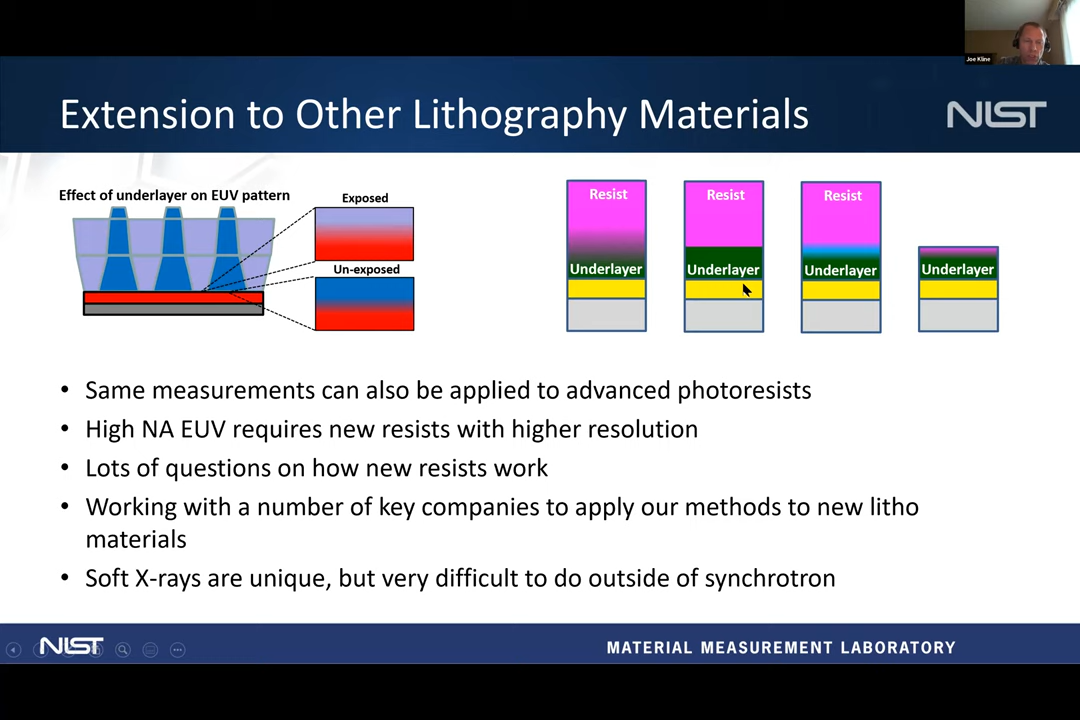 Joe Kline
Extension to Other Lithography Materials
NIST
Effect of underlayer on EUV pattern
Exposed
Un-exposed
Resist
Underlayer
Resist
Underlayer
Resist
Underlayer
Underlayer
• Same measurements can also be applied to advanced photoresists
• High NA EUV requires new resists with higher resolution
• Lots of questions on how new resists work
• Working with a number of key companies to apply our methods to new litho
materials
• Soft X-rays are unique, but very difficult to do outside of synchrotron
NIST
MATERIAL MEASUREMENT LABORATORY